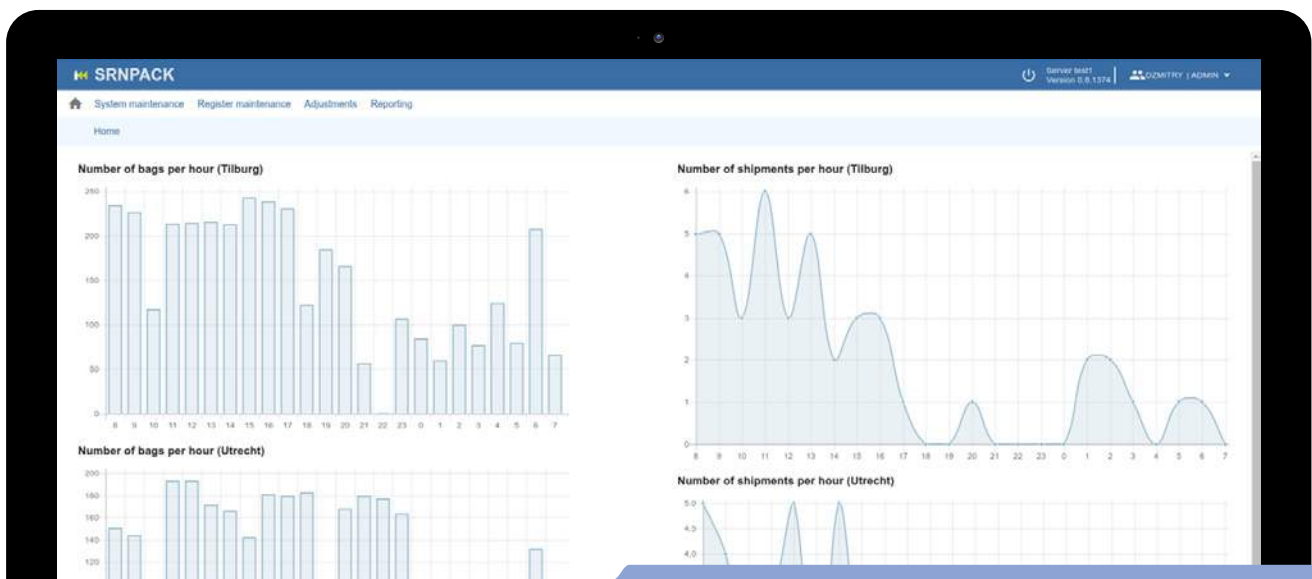 SRNPACK
Server test1
Version 0.8.1374
DZMITRY | ADMIN
System maintenance Register maintenance Adjustments Reporting
Home
Number of bags per hour (Tilburg)
250
200
150
100
50
0
8 9 10 11 12 13 14 15 16 17 18 19 20 21 22 23 0 1 2 3 4 5 6 7
Number of shipments per hour (Tilburg)
6
5
4
3
2
1
0
8 9 10 11 12 13 14 15 16 17 18 19 20 21 22 23 0 1 2 3 4 5 6 7
Number of bags per hour (Utrecht)
200
180
160
140
120
Number of shipments per hour (Utrecht)
5.0
4.5
4.0